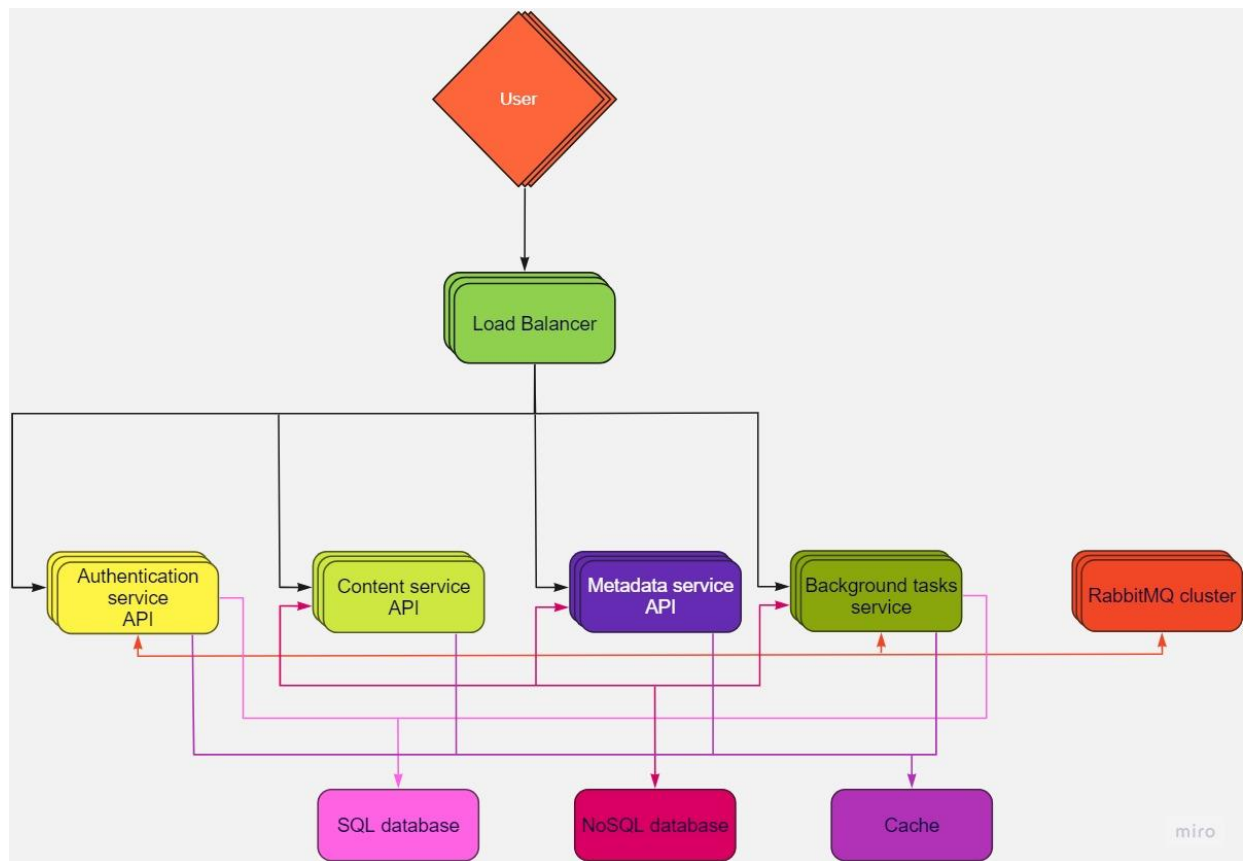 User
Load Balancer
Authentication
service
API
Content service
API
Metadata service
API
Background tasks
service
RabbitMQ cluster
SQL database
NoSQL database
Cache
miro